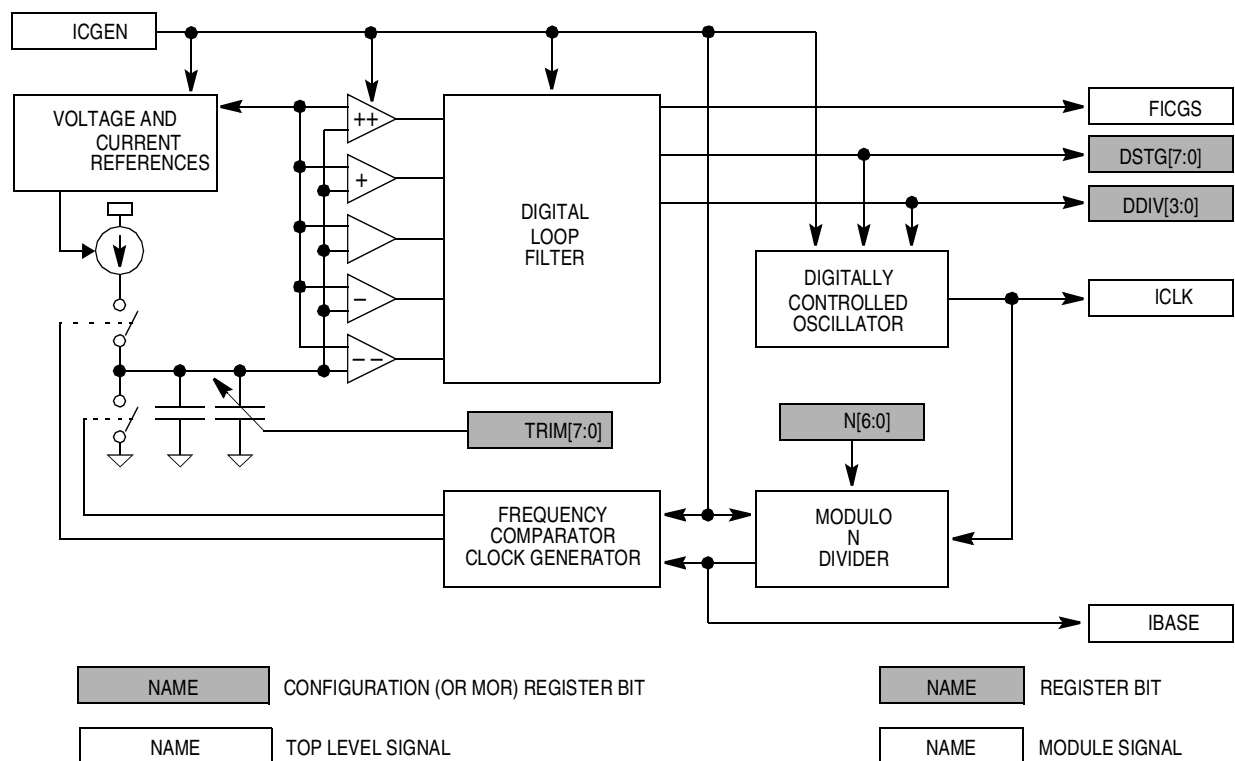 ICGEN
VOLTAGE AND
CURRENT
REFERENCES
++
+
-
- -
DIGITAL
LOOP
FILTER
FICGS
DSTG[7:0]
DDIV[3:0]
DIGITALLY
CONTROLLED
OSCILLATOR
ICLK
TRIM[7:0]
N[6:0]
FREQUENCY
COMPARATOR
CLOCK GENERATOR
MODULO
N
DIVIDER
IBASE
NAME CONFIGURATION (OR MOR) REGISTER BIT
NAME REGISTER BIT
NAME TOP LEVEL SIGNAL
NAME MODULE SIGNAL